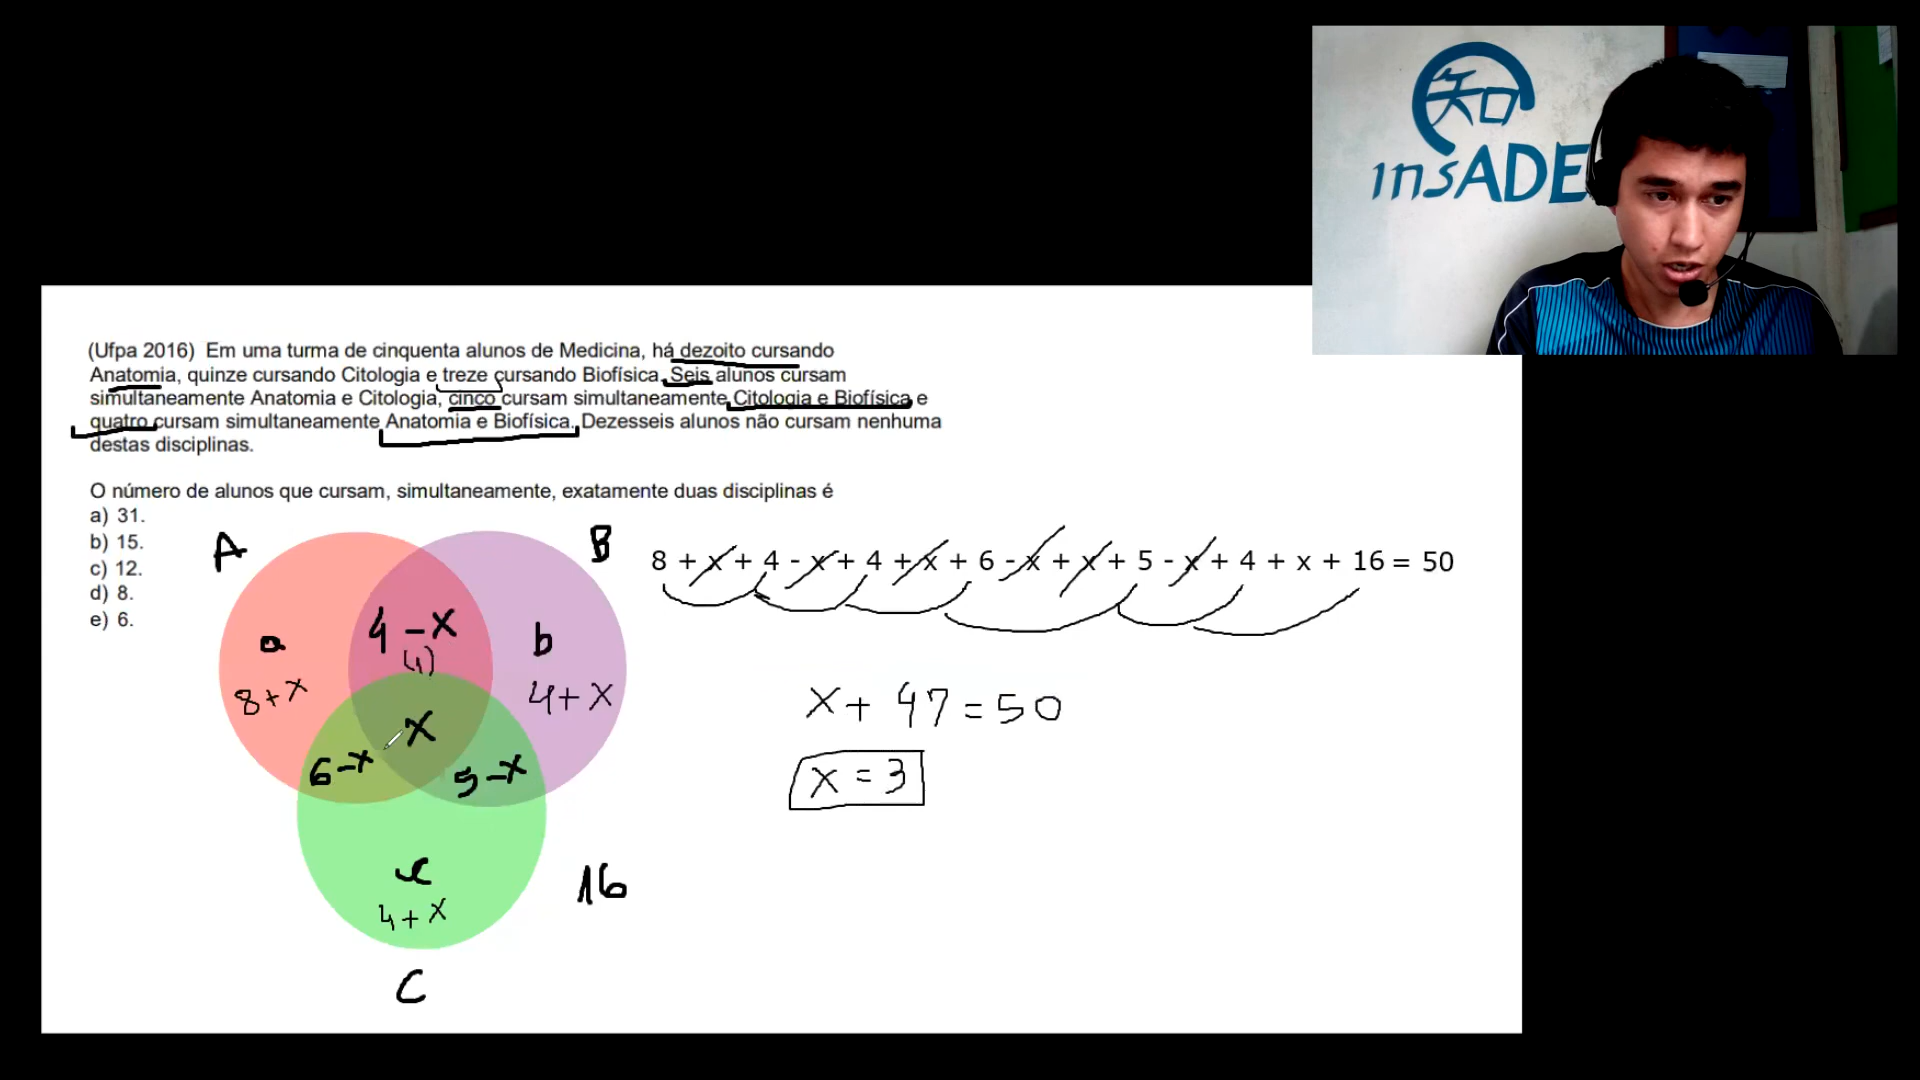 知
insADE
(Ufpa 2016) Em uma turma de cinquenta alunos de Medicina, há dezoito cursando
Anatomia, quinze cursando Citologia e treze cursando Biofísica. Seis alunos cursam
simultaneamente Anatomia e Citologia, cinco cursam simultaneamente Citologia e Biofísica e
quatro cursam simultaneamente Anatomia e Biofísica. Dezesseis alunos não cursam nenhuma
destas disciplinas.
O número de alunos que cursam, simultaneamente, exatamente duas disciplinas é
a) 31.
b) 15.
c) 12.
d) 8.
e) 6.
A
B
a
8+x
4-x
(1)
b
4+x
x
6-x
5-x
c
4+x
C
16
8 + x + 4 - x + 4 + x + 6 - x + x + 5 - x + 4 + x + 16 = 50
x + 47 = 50
x = 3